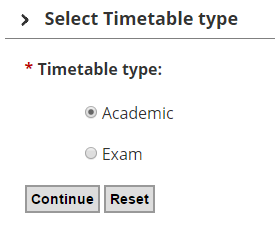 Select Timetable type
* Timetable type:
Academic
Exam
Continue Reset